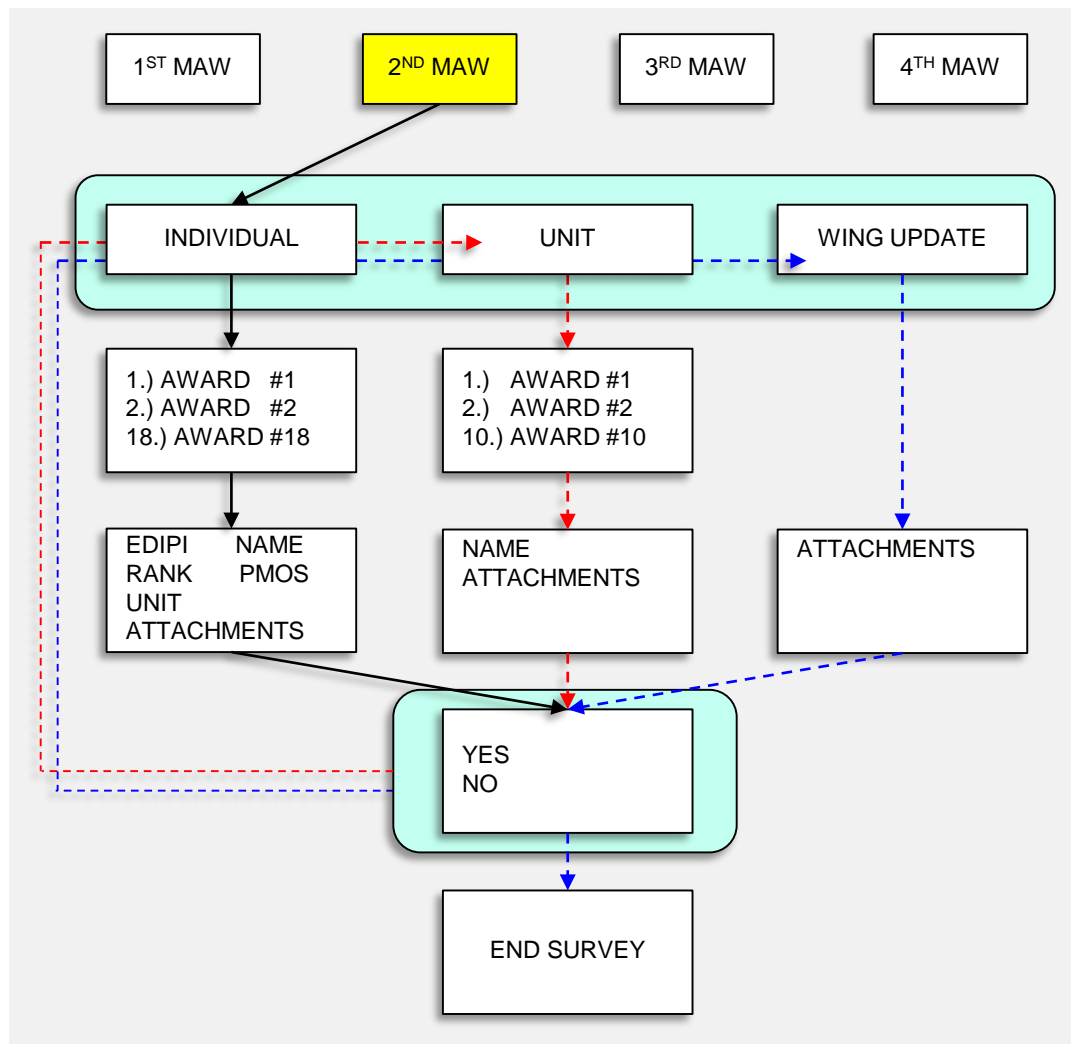 1ST MAW
2ND MAW
3RD MAW
4TH MAW
INDIVIDUAL
UNIT
WING UPDATE
1.) AWARD #1
2.) AWARD #2
18.) AWARD #18
1.) AWARD #1
2.) AWARD #2
10.) AWARD #10
EDIPI NAME
RANK PMOS
UNIT
ATTACHMENTS
NAME
ATTACHMENTS
ATTACHMENTS
YES
NO
END SURVEY